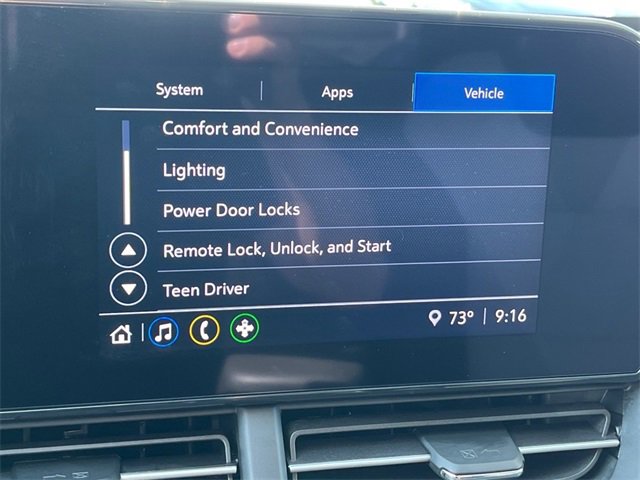 System Apps Vehicle
Comfort and Convenience
Lighting
Power Door Locks
Remote Lock, Unlock, and Start
Teen Driver
73° 9:16